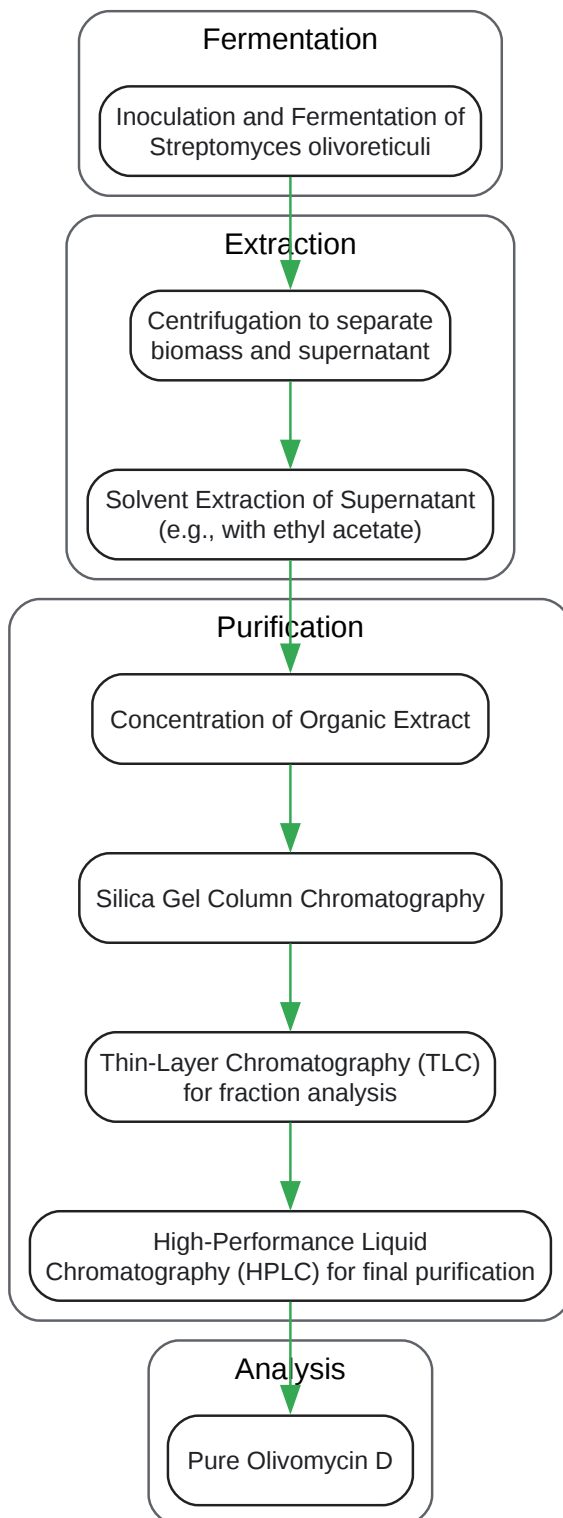 Fermentation
Inoculation and Fermentation of
Streptomyces olivoreticuli
Extraction
Centrifugation to separate
biomass and supernatant
Solvent Extraction of Supernatant
(e.g., with ethyl acetate)
Purification
Concentration of Organic Extract
Silica Gel Column Chromatography
Thin-Layer Chromatography (TLC)
for fraction analysis
High-Performance Liquid
Chromatography (HPLC) for final purification
Analysis
Pure Olivomycin D